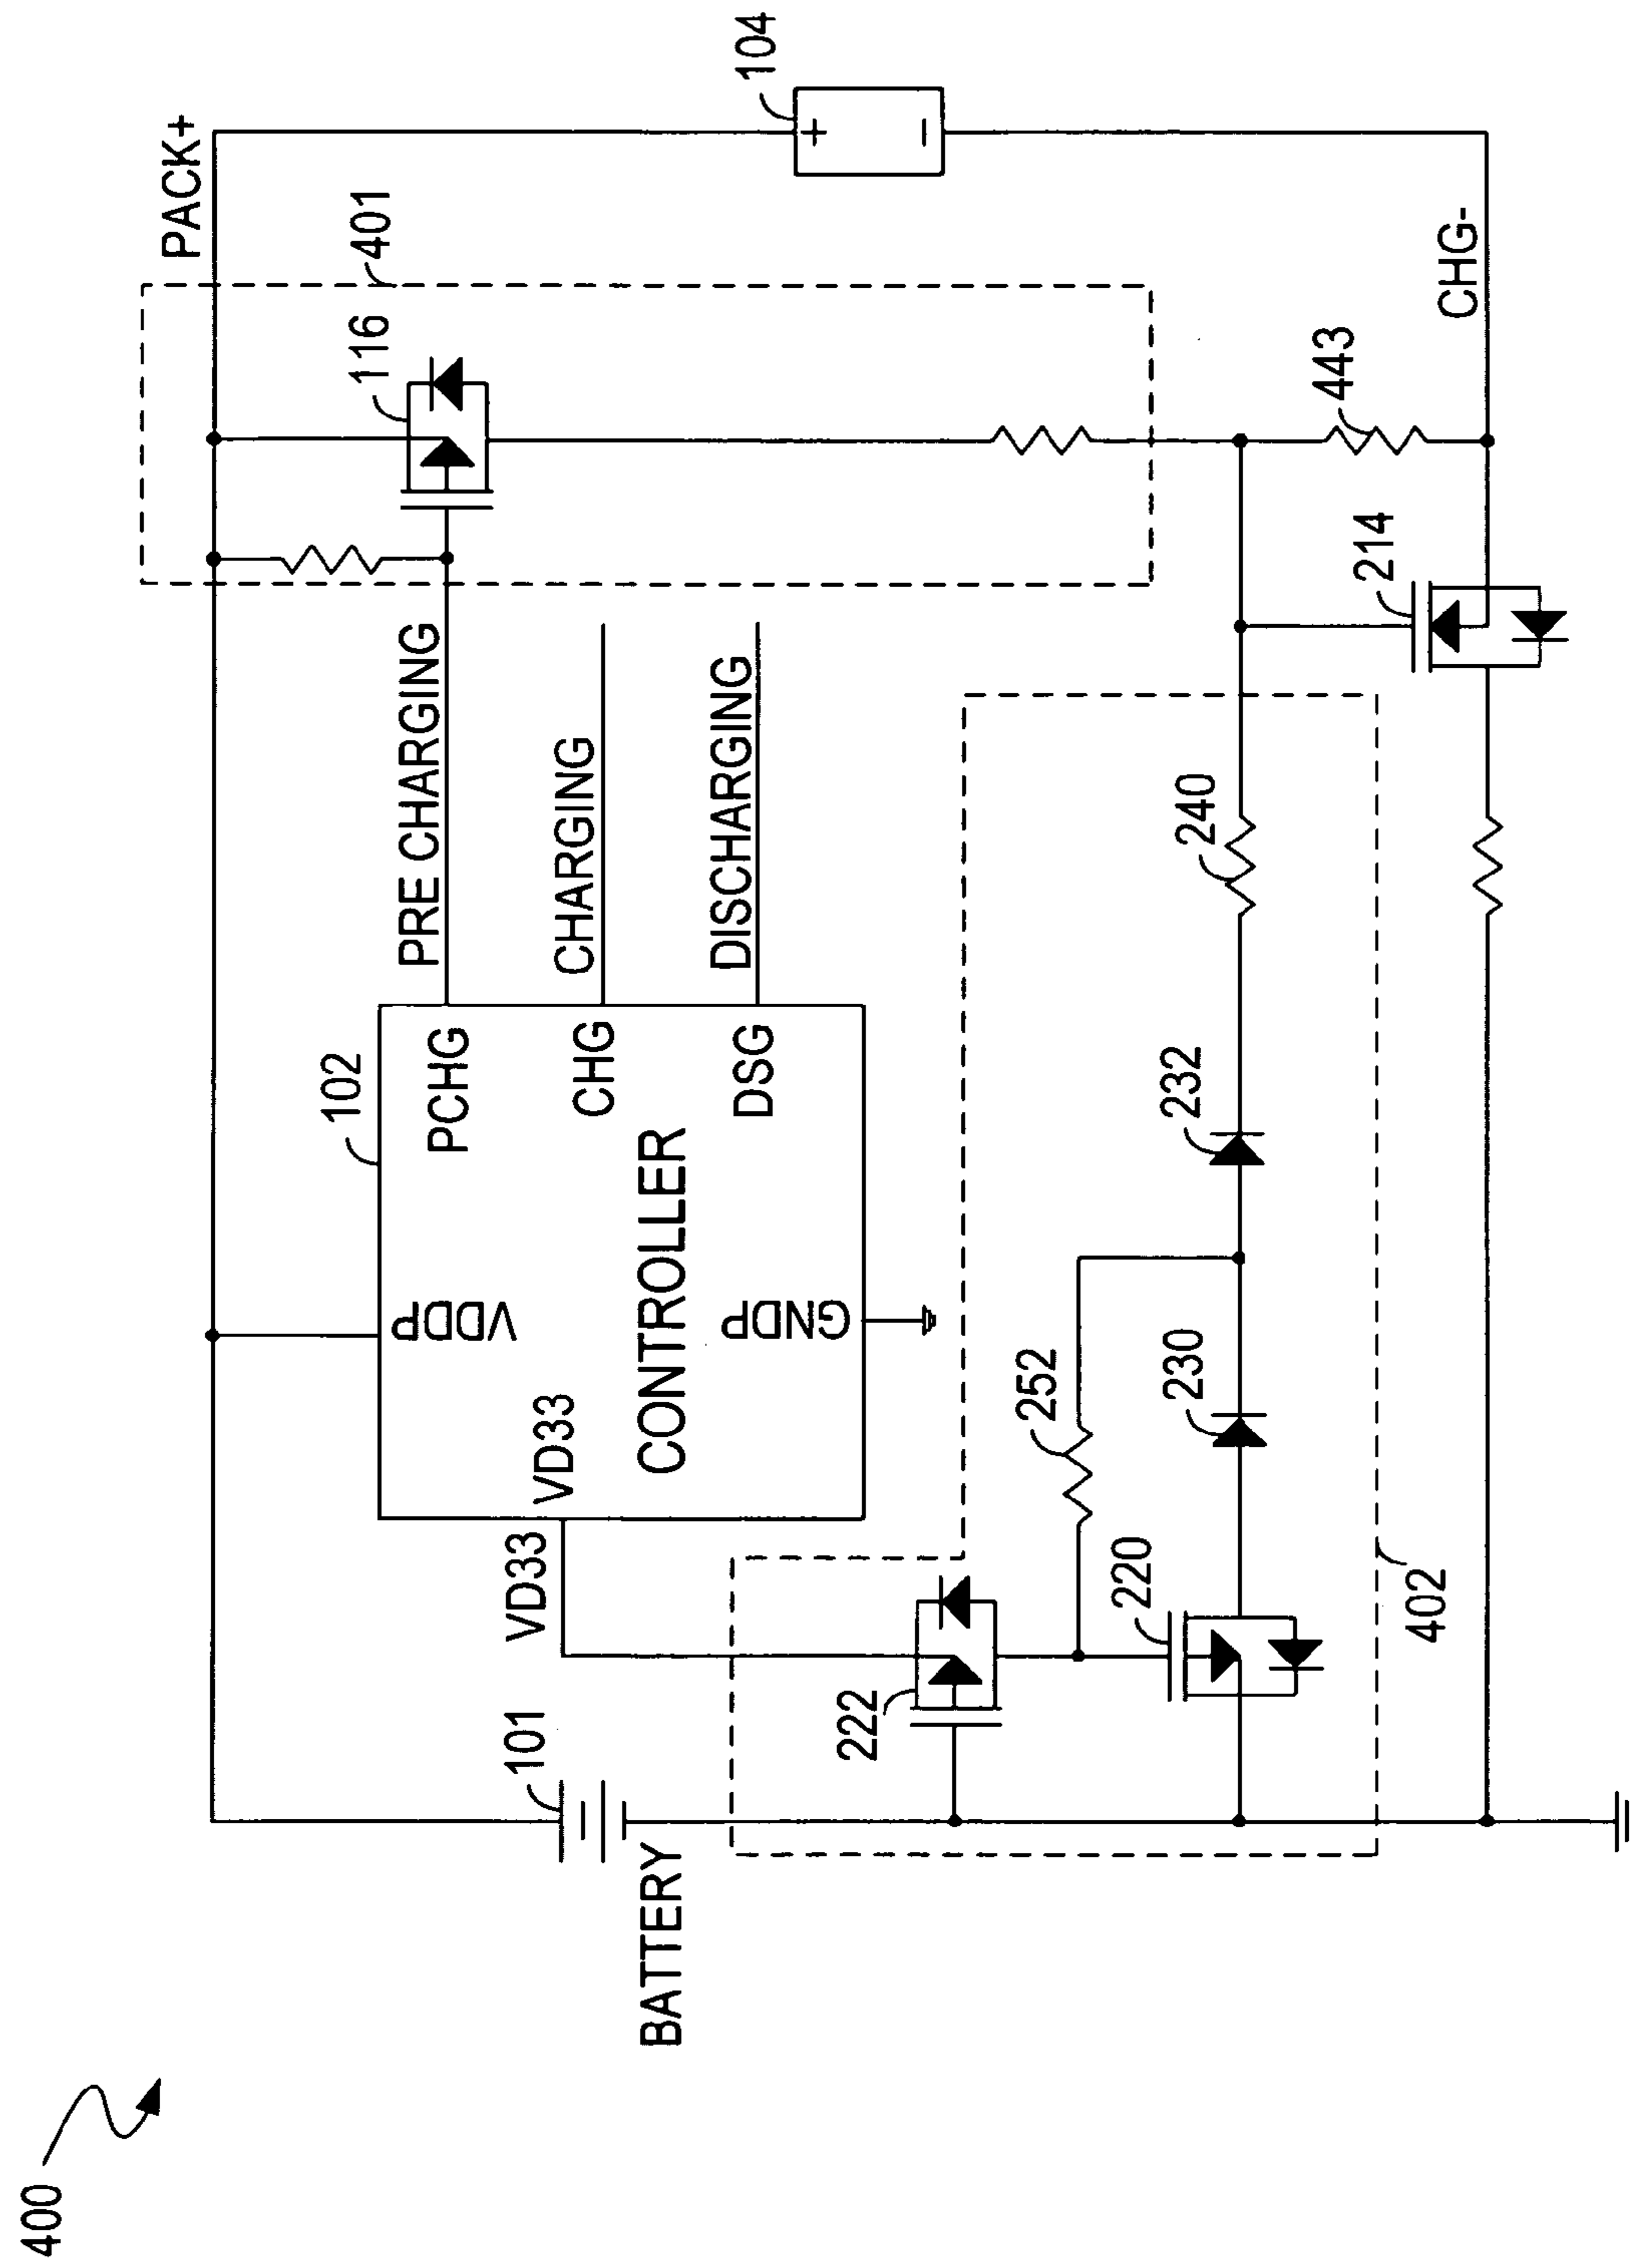 400
PACK+
104
401
116
PRE CHARGING
CHARGING
DISCHARGING
102
PCHG
CHG
DSG
VDDP
GNDP
VD33
CONTROLLER
VD33
101
BATTERY
222
220
252
230
232
240
402
214
443
CHG-